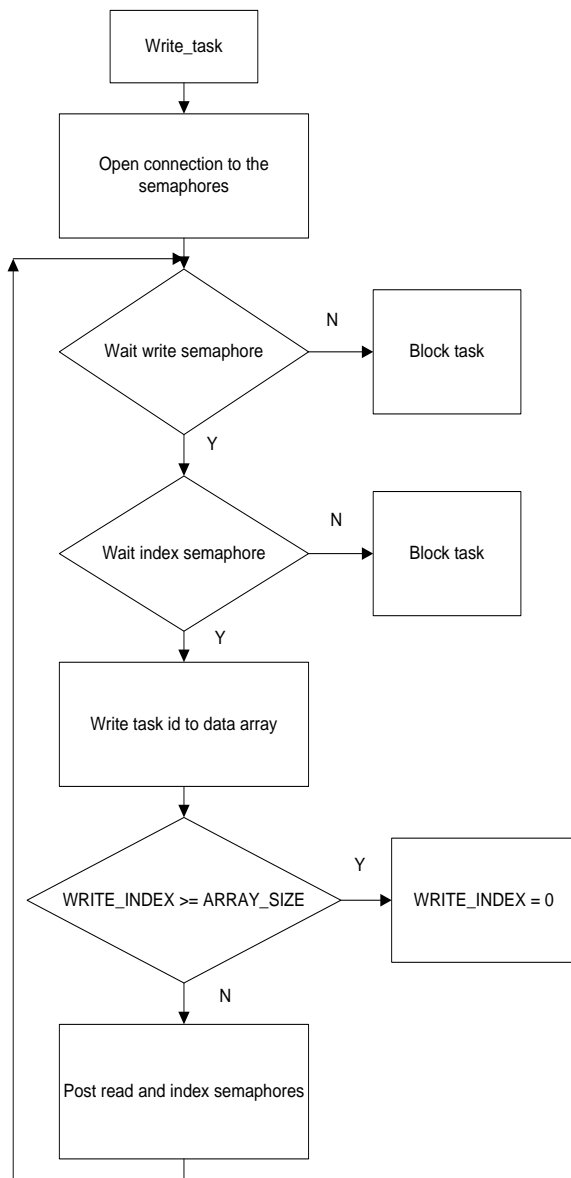 Write_task
Open connection to the
semaphores
N
Wait write semaphore
Block task
Y
N
Wait index semaphore
Block task
Y
Write task id to data array
Y
WRITE_INDEX >= ARRAY_SIZE
WRITE_INDEX = 0
N
Post read and index semaphores